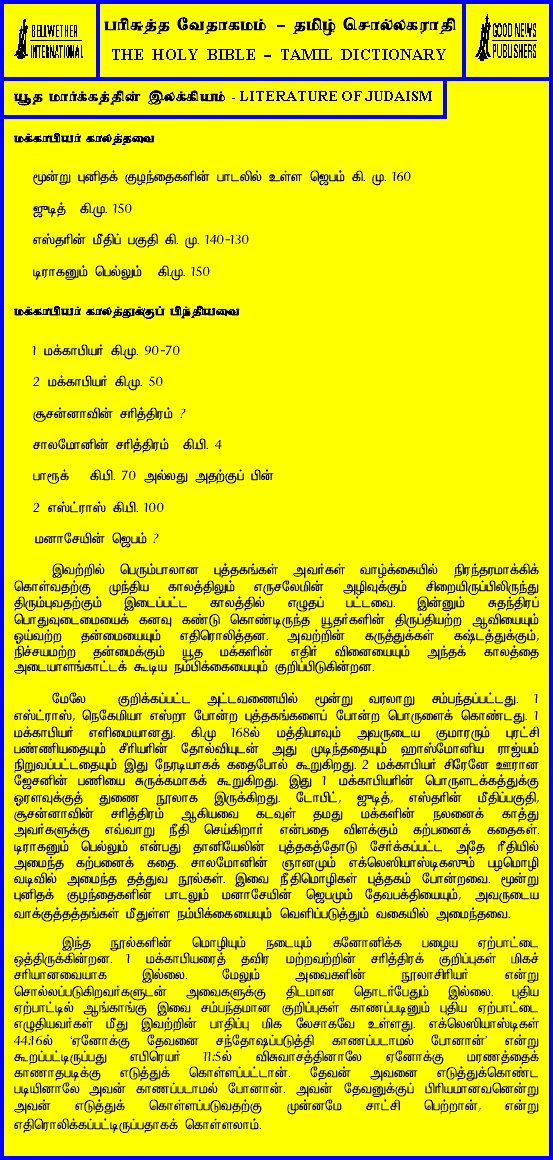 BELLWETHER
INTERNATIONAL
பரிசுத்த வேதாகமம் – தமிழ் சொல்லகராதி
THE HOLY BIBLE – TAMIL DICTIONARY
GOOD NEWS
PUBLISHERS
யூத மார்க்கத்தின் இலக்கியம் - LITERATURE OF JUDAISM
மக்காபியர் காலத்தவை
மூன்று புனிதக் குழந்தைகளின் பாடலில் உள்ள ஜெபம் கி. மு. 160
ஜுடித் கி.மு. 150
எஸ்தரின் மீதிப் பகுதி கி. மு. 140-130
டிராகனும் பெல்லும் கி.மு. 150
மக்காபியர் காலத்துக்குப் பிந்தியவை
1 மக்காபியர் கி.மு. 90-70
2 மக்காபியர் கி.மு. 50
சூசன்னாவின் சரித்திரம் ?
சாலமோனின் சரித்திரம் கி.பி. 4
பாரூக் கி.பி. 70 அல்லது அதற்குப் பின்
2 எஸ்ட்ராஸ் கி.பி. 100
மனாசேயின் ஜெபம் ?
இவற்றில் பெரும்பாலான புத்தகங்கள் அவர்கள் வாழ்க்கையில் நிரந்தரமாக்கிக்
கொள்வதற்கு முந்திய காலத்திலும் எருசலேமின் அழிவுக்கும் சிறையிருப்பிலிருந்து
திரும்புவதற்கும் இடைப்பட்ட காலத்தில் எழுதப் பட்டவை. இன்னும் சுதந்திரப்
பொதுவுடைமையைக் கனவு கண்டு கொண்டிருந்த யூதர்களின் திருப்தியற்ற ஆவியையும்
ஓய்வற்ற தன்மையையும் எதிரொலித்தன. அவற்றின் கருத்துக்கள் கஷ்டத்துக்கும்,
நிச்சயமற்ற தன்மைக்கும் யூத மக்களின் எதிர் வினையையும் அந்தக் காலத்தை
அடையாளங்காட்டக் கூடிய நம்பிக்கையையும் குறிப்பிடுகின்றன.
மேலே குறிக்கப்பட்ட அட்டவணையில் மூன்று வரலாறு சம்பந்தப்பட்டது. 1
எஸ்ட்ராஸ், நெகேமியா எஸ்றா போன்ற புத்தகங்களைப் போன்ற பொருளைக் கொண்டது. 1
மக்காபியர் எளிமையானது. கி.மு 168ல் மத்தியாவும் அவருடைய குமாரரும் புரட்சி
பண்ணியதையும் சீரியரின் தோல்வியுடன் அது முடிந்ததையும் ஹாஸ்மோனிய ராஜ்யம்
நிறுவப்பட்டதையும் இது நேரடியாகக் கதைபோல் கூறுகிறது. 2 மக்காபியர் சிரேனே ஊரான
ஜேசனின் பணியை சுருக்கமாகக் கூறுகிறது. இது 1 மக்காபியரின் பொருளடக்கத்துக்கு
ஓரளவுக்குத் துணை நூலாக இருக்கிறது. டோபிட், ஜுடித், எஸ்தரின் மீதிப்பகுதி,
சூசன்னாவின் சரித்திரம் ஆகியவை கடவுள் தமது மக்களின் நலனைக் காத்து
அவர்களுக்கு எவ்வாறு நீதி செய்கிறார் என்பதை விளக்கும் கற்பனைக் கதைகள்.
டிராகனும் பெல்லும் என்பது தானியேலின் புத்தகத்தோடு சேர்க்கப்பட்ட அதே ரீதியில்
அமைந்த கற்பனைக் கதை. சாலமோனின் ஞானமும் எக்லெஸியாஸ்டிகஸும் பழமொழி
வடிவில் அமைந்த தத்துவ நூல்கள். இவை நீதிமொழிகள் புத்தகம் போன்றவை. மூன்று
புனிதக் குழந்தைகளின் பாடலும் மனாசேயின் ஜெபமும் தேவபக்தியையும், அவருடைய
வாக்குத்தத்தங்கள் மீதுள்ள நம்பிக்கையையும் வெளிப்படுத்தும் வகையில் அமைந்தவை.
இந்த நூல்களின் மொழியும் நடையும் கனோனிக்க பழைய ஏற்பாட்டை
ஒத்திருக்கின்றன. 1 மக்காபியரைத் தவிர மற்றவற்றின் சரித்திரக் குறிப்புகள் மிகச்
சரியானவையாக இல்லை. மேலும் அவைகளின் நூலாசிரியர் என்று
சொல்லப்படுகிறவர்களுடன் அவைகளுக்கு திடமான தொடர்பேதும் இல்லை. புதிய
ஏற்பாட்டில் ஆங்காங்கு இவை சம்பந்தமான குறிப்புகள் காணப்படினும் புதிய ஏற்பாட்டை
எழுதியவர்கள் மீது இவற்றின் பாதிப்பு மிக லேசாகவே உள்ளது. எக்லெஸியாஸ்டிகள்
44:16ல் 'ஏனோக்கு தேவனை சந்தோஷப்படுத்தி காணப்படாமல் போனான்' என்று
கூறப்பட்டிருப்பது எபிரெயர் 11:5ல் விசுவாசத்தினாலே ஏனோக்கு மரணத்தைக்
காணாதபடிக்கு எடுத்துக் கொள்ளப்பட்டான். தேவன் அவனை எடுத்துக்கொண்ட
படியினாலே அவன் காணப்படாமல் போனான். அவன் தேவனுக்குப் பிரியமானவனென்று
அவன் எடுத்துக் கொள்ளப்படுவதற்கு முன்னமே சாட்சி பெற்றான், என்று
எதிரொலிக்கப்பட்டிருப்பதாகக் கொள்ளலாம்.